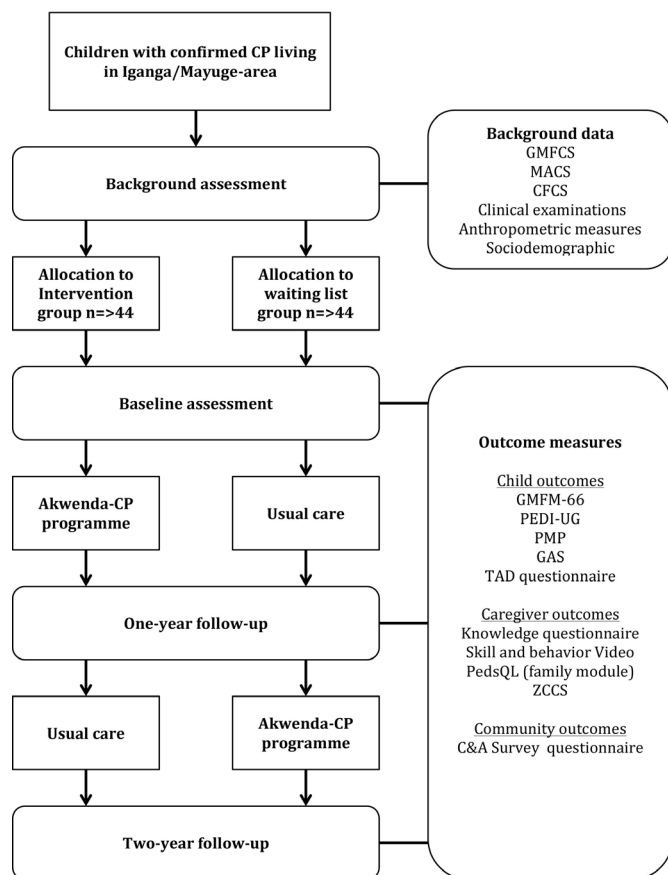 Children with confirmed CP living
in Iganga/Mayuge-area
Background assessment
Background data
GMFCS
MACS
CFCS
Clinical examinations
Anthropometric measures
Sociodemographic
Allocation to
Intervention
group n=>44
Allocation to
waiting list
group n=>44
Baseline assessment
Akwenda-CP
programme
Usual care
One-year follow-up
Usual care
Akwenda-CP
programme
Two-year follow-up
Outcome measures
Child outcomes
GMFM-66
PEDI-UG
PMP
GAS
TAD questionnaire
Caregiver outcomes
Knowledge questionnaire
Skill and behavior Video
PedsQL (family module)
ZCCS
Community outcomes
C&A Survey questionnaire